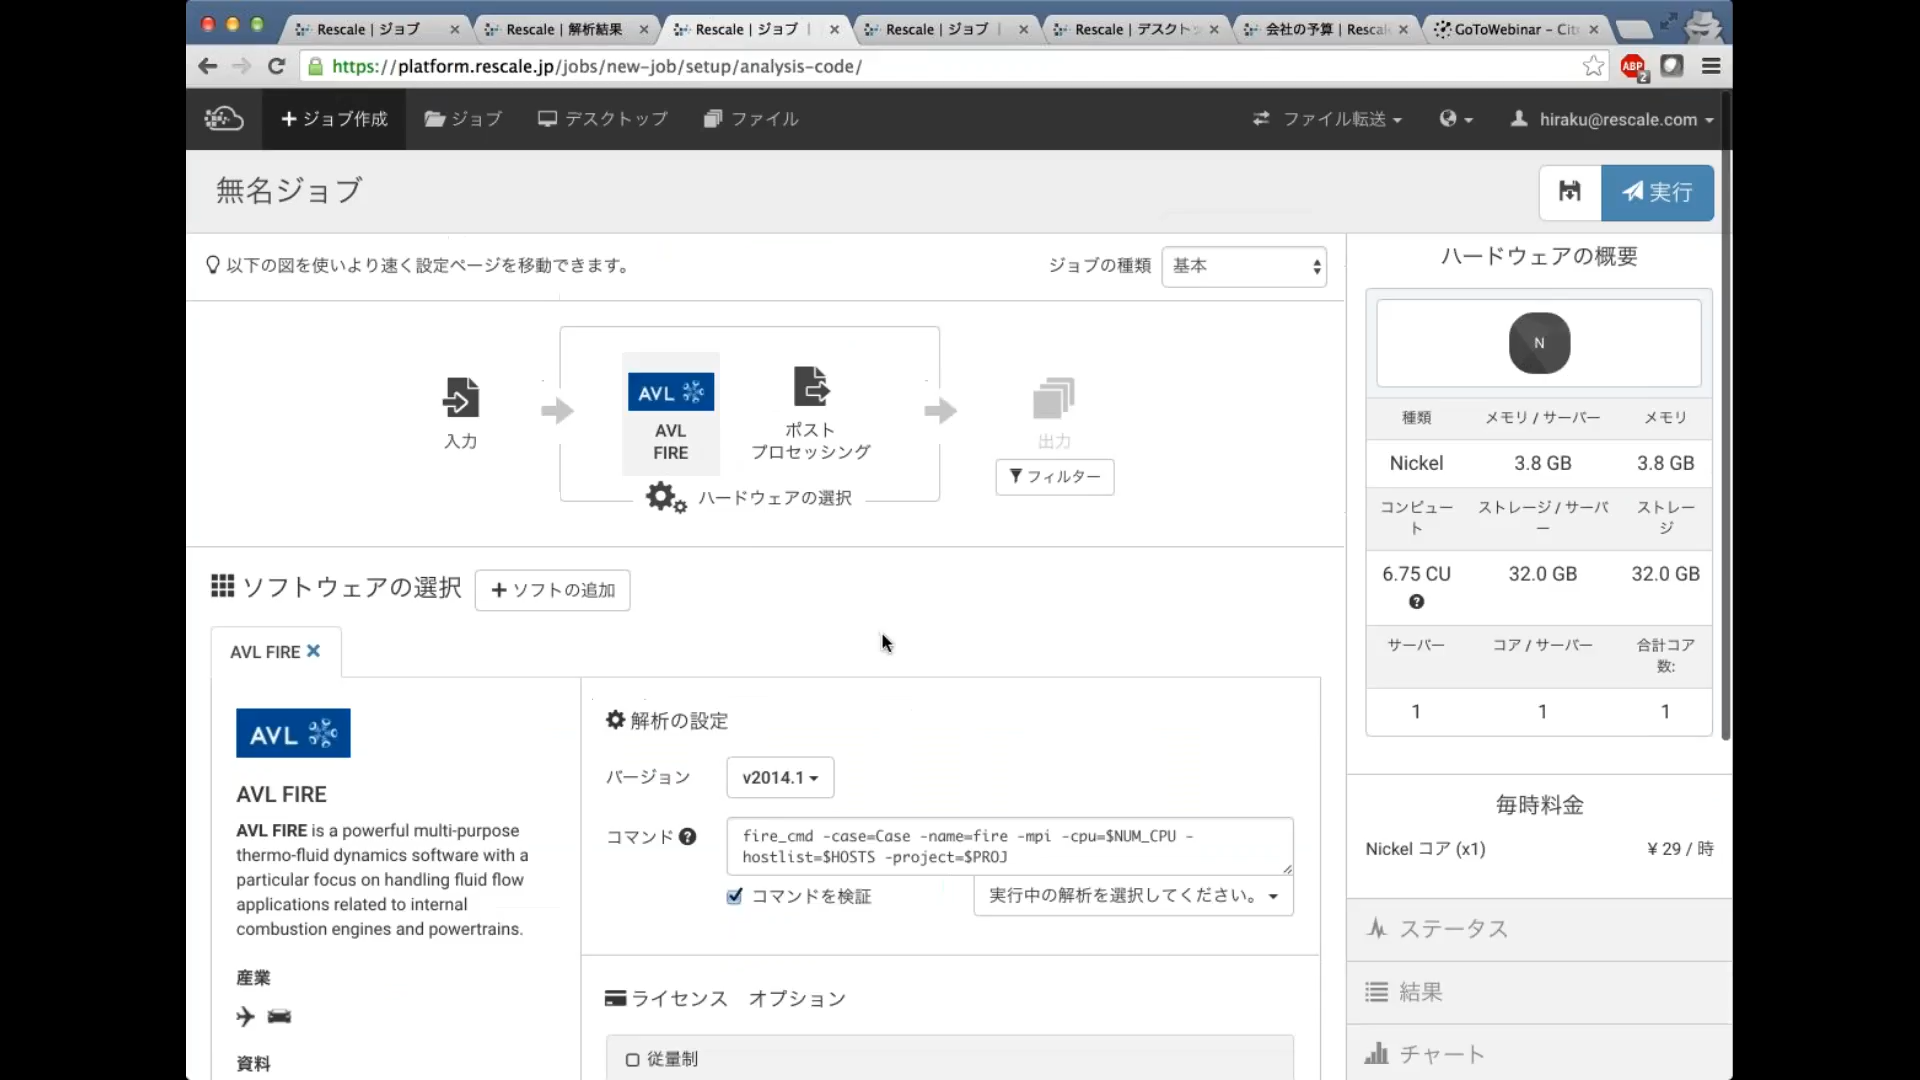 Rescale | ジョブ
Rescale | 解析結果
Rescale | ジョブ |
Rescale | ジョブ |
Rescale | デスクト
会社の予算 | Rescal
GoToWebinar – Cit
https://platform.rescale.jp/jobs/new-job/setup/analysis-code/
ABP
2
ジョブ作成
ジョブ
デスクトップ
ファイル
ファイル転送
hiraku@rescale.com
無名ジョブ
実行
以下の図を使いより速く設定ページを移動できます。
ジョブの種類
基本
入力
AVL
AVL
FIRE
ポスト
プロセッシング
ハードウェアの選択
出力
フィルター
ソフトウェアの選択
+ ソフトの追加
AVL FIRE
AVL
AVL FIRE
AVL FIRE is a powerful multi-purpose
thermo-fluid dynamics software with a
particular focus on handling fluid flow
applications related to internal
combustion engines and powertrains.
産業
資料
解析の設定
バージョン
v2014.1
コマンド
fire_cmd -case=Case -name=fire -mpi -cpu=$NUM_CPU -
hostlist=$HOSTS -project=$PROJ
コマンドを検証
実行中の解析を選択してください。
ライセンス オプション
従量制
ハードウェアの概要
N
種類 メモリ / サーバー メモリ
Nickel 3.8 GB 3.8 GB
コンピュー
ト
ストレージ / サーバ
ー
ストレー
ジ
6.75 CU 32.0 GB 32.0 GB
サーバー
コア / サーバー
合計コア
数:
1 1 1
毎時料金
Nickel コア (x1) ¥ 29 / 時
ステータス
結果
チャート